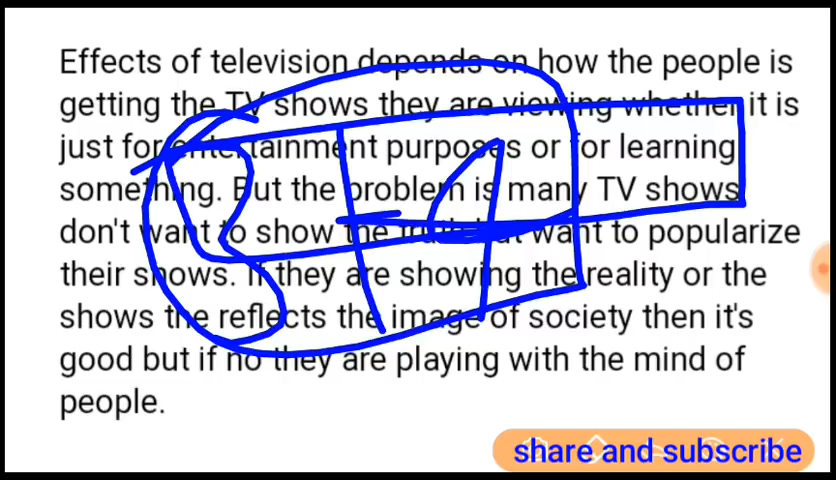 Effects of television depends on how the people is
getting the TV shows they are viewing whether it is
just for entertainment purposes or for learning
something. But the problem is many TV shows
don't want to show the truth but want to popularize
their shows. If they are showing the reality or the
shows the reflects the image of society then it's
good but if no they are playing with the mind of
people.
share and subscribe